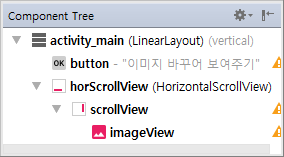 Component Tree
activity_main (LinearLayout) (vertical)
OK button - "이미지 바꾸어 보여주기"
horScrollView (HorizontalScrollView)
scrollView
imageView